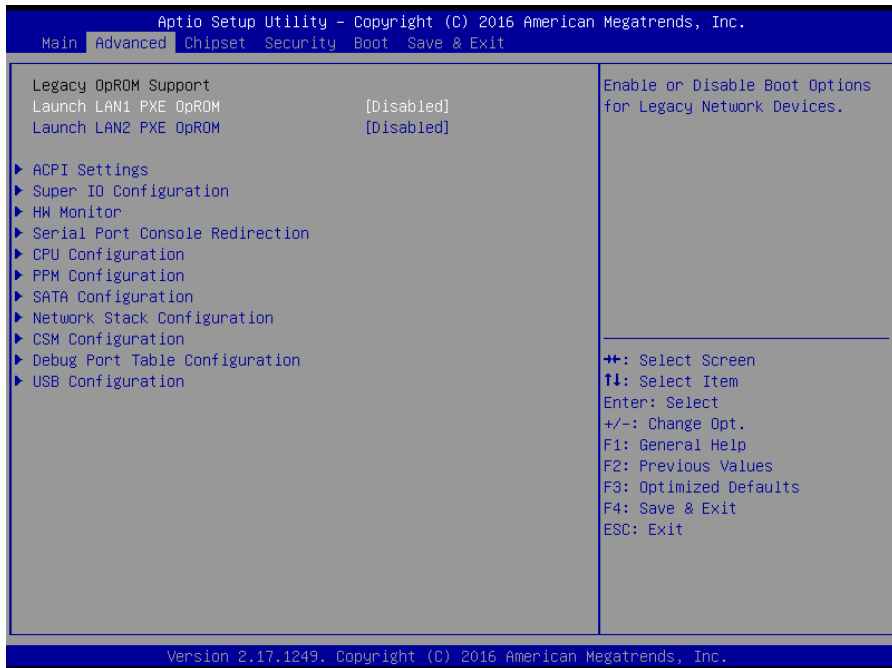 Aptio Setup Utility – Copyright (C) 2016 American Megatrends, Inc.
Main Advanced Chipset Security Boot Save & Exit
Legacy OpROM Support
Launch LAN1 PXE OpROM [Disabled]
Launch LAN2 PXE OpROM [Disabled]
ACPI Settings
Super IO Configuration
HW Monitor
Serial Port Console Redirection
CPU Configuration
PPM Configuration
SATA Configuration
Network Stack Configuration
CSM Configuration
Debug Port Table Configuration
USB Configuration
Enable or Disable Boot Options
for Legacy Network Devices.
→←: Select Screen
↑↓: Select Item
Enter: Select
+/-: Change Opt.
F1: General Help
F2: Previous Values
F3: Optimized Defaults
F4: Save & Exit
ESC: Exit
Version 2.17.1249. Copyright (C) 2016 American Megatrends, Inc.